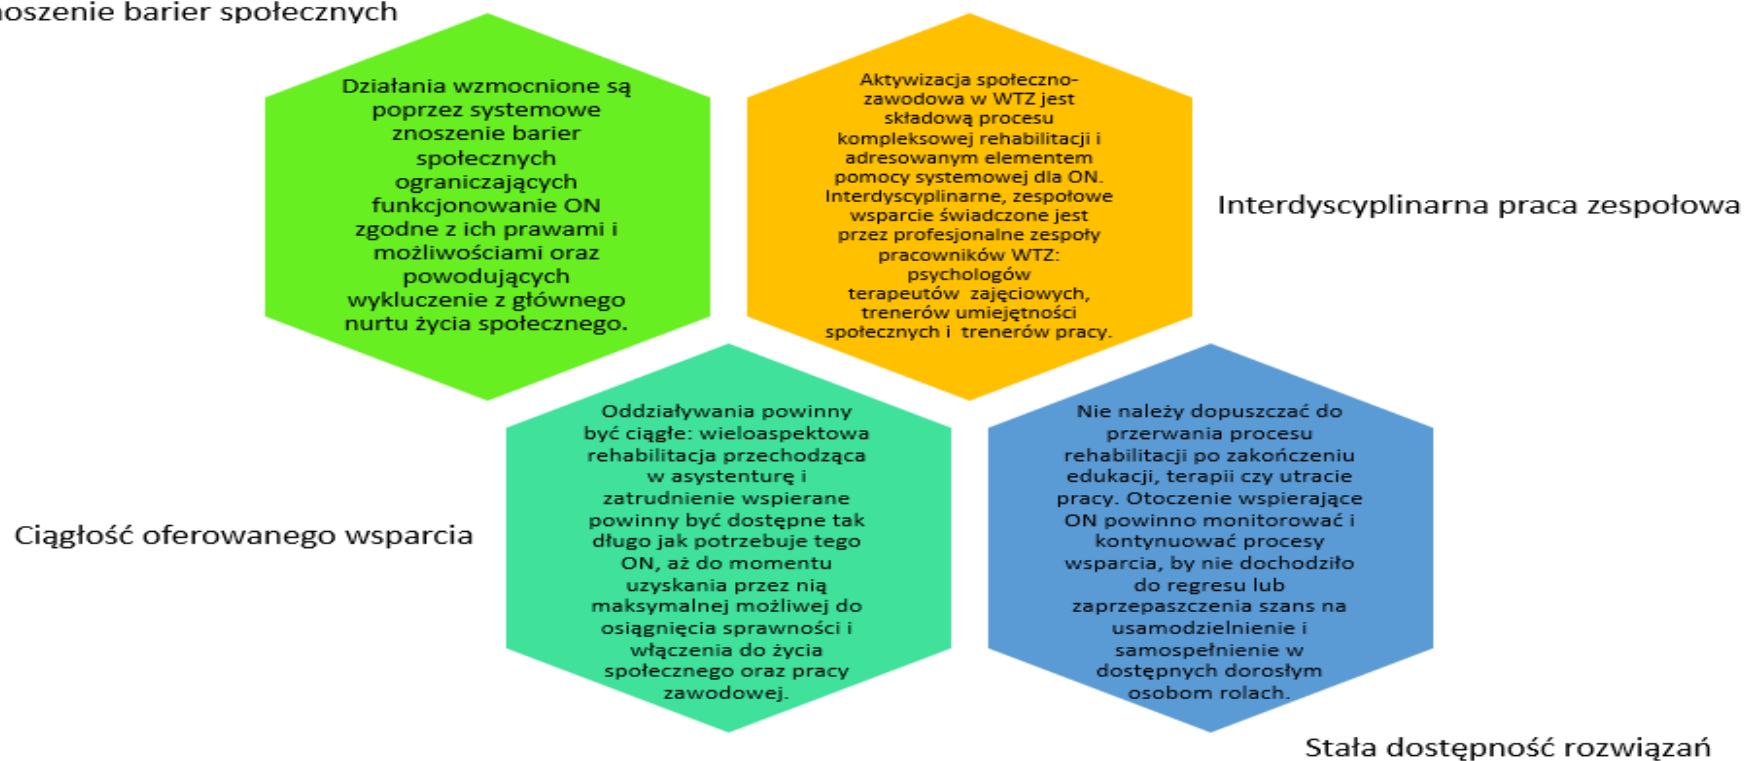 noszenie barier społecznych
Działania wzmocnione są
poprzez systemowe
znoszenie barier
społecznych
ograniczających
funkcjonowanie ON
zgodne z ich prawami i
możliwościami oraz
powodujących
wykluczenie z głównego
nurtu życia społecznego.
Aktywizacja społeczno-
zawodowa w WTZ jest
składową procesu
kompleksowej rehabilitacji i
adresowanym elementem
pomocy systemowej dla ON.
Interdyscyplinarne, zespołowe
wsparcie świadczone jest
przez profesjonalne zespoły
pracowników WTZ:
psychologów
terapeutów zajęciowych,
trenerów umiejętności
społecznych i trenerów pracy.
Interdyscyplinarna praca zespołowa
Ciągłość oferowanego wsparcia
Oddziaływania powinny
być ciągłe: wieloaspektowa
rehabilitacja przechodząca
w asystenturę i
zatrudnienie wspierane
powinny być dostępne tak
długo jak potrzebuje tego
ON, aż do momentu
uzyskania przez nią
maksymalnej możliwej do
osiągnięcia sprawności i
włączenia do życia
społecznego oraz pracy
zawodowej.
Nie należy dopuszczać do
przerwania procesu
rehabilitacji po zakończeniu
edukacji, terapii czy utracie
pracy. Otoczenie wspierające
ON powinno monitorować i
kontynuować procesy
wsparcia, by nie dochodziło
do regresu lub
zaprzepaszczenia szans na
usamodzielnienie i
samospełnienie w
dostępnych dorosłym
osobom rolach.
Stała dostępność rozwiązań